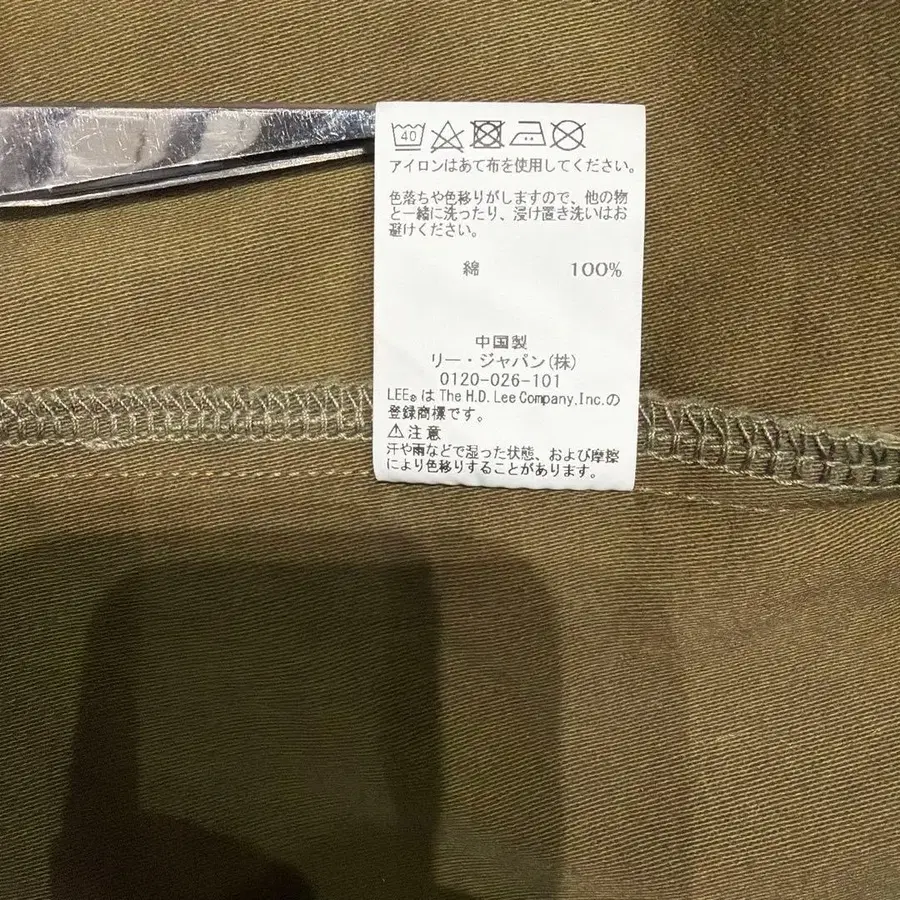 40
アイロンはあて布を使用してください。
色落ちや色移りがしますので、他の物
と一緒に洗ったり、浸け置き洗いはお
避けください。
綿 100%
中国製
リー・ジャパン(株)
0120-026-101
LEE®は The H.D. Lee Company, Inc.の
登録商標です。
⚠注意
汗や雨などで湿った状態、および摩擦
により色移りすることがあります。